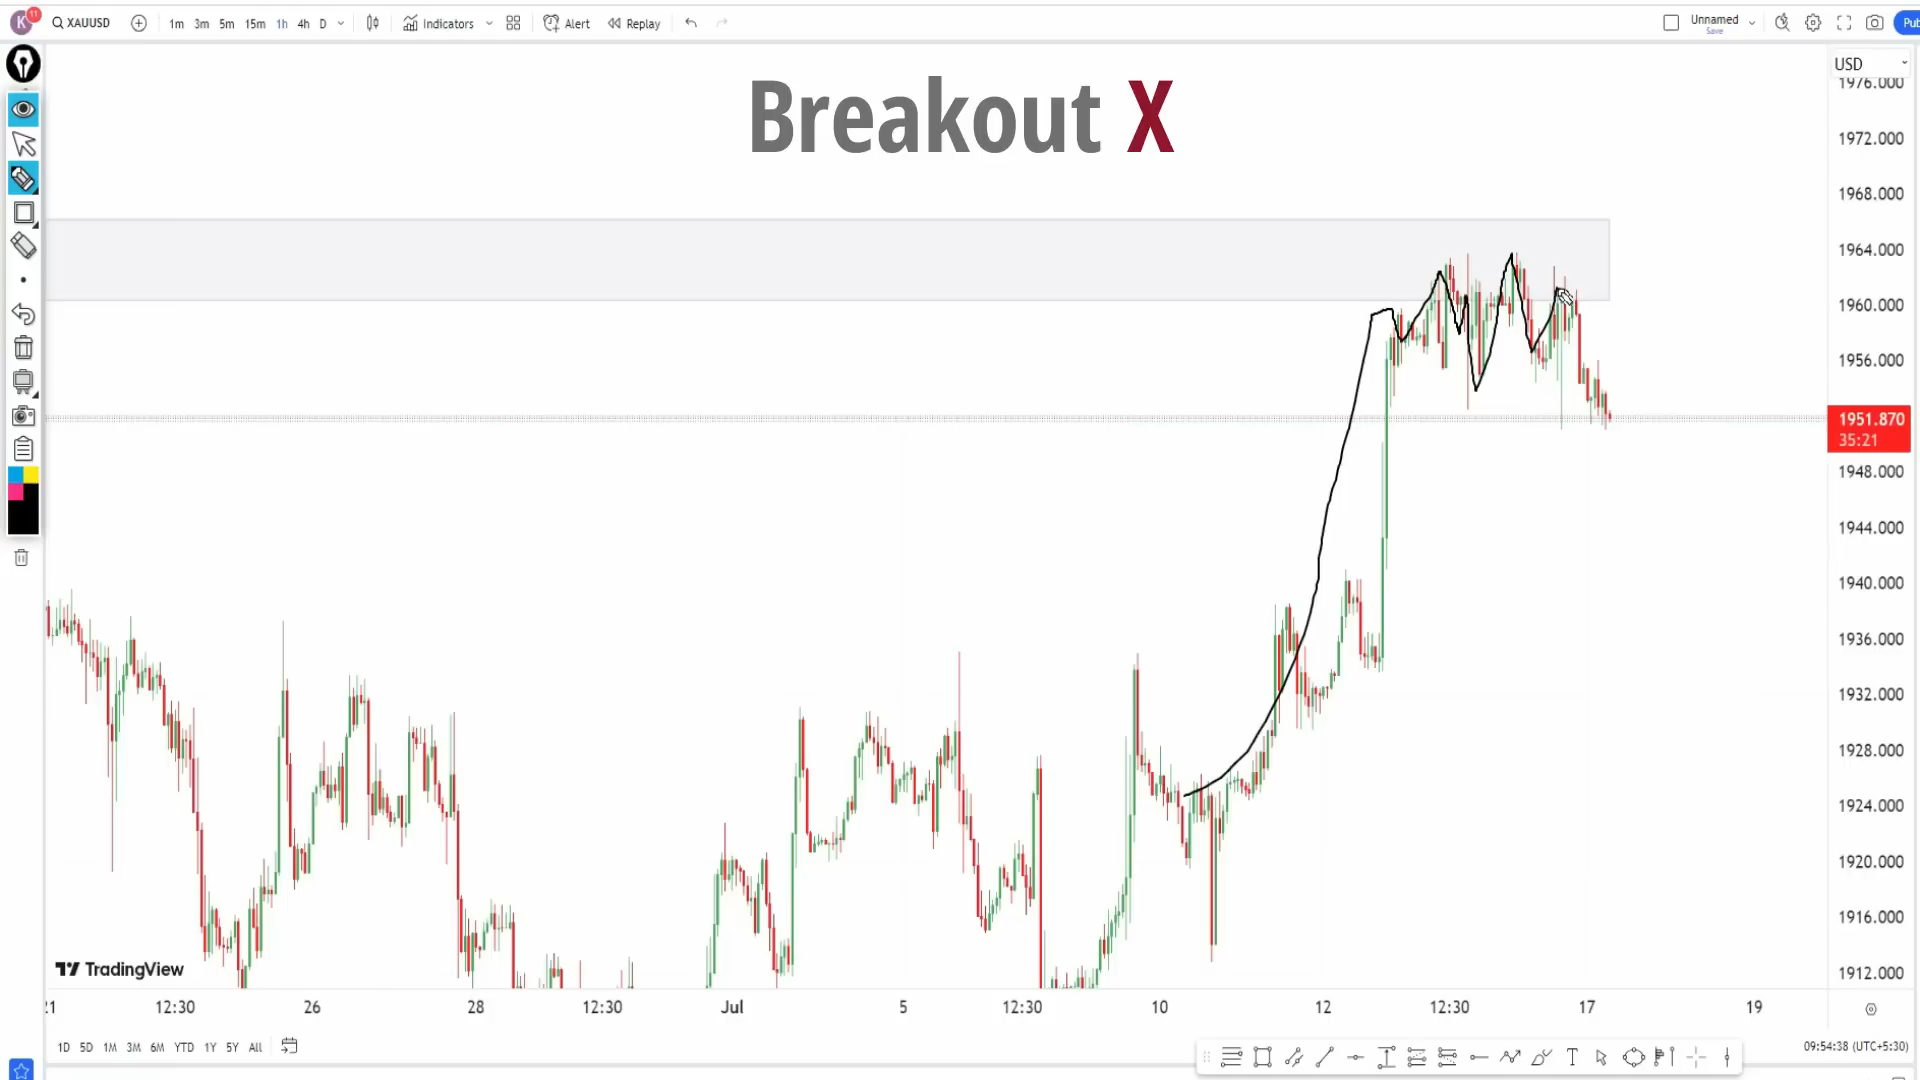 K 11 XAUUSD 1m 3m 5m 15m 1h 4h D Indicators Alert Replay Unnamed Pub
Save
USD
Breakout X
1976.000
1972.000
1968.000
1964.000
1960.000
1956.000
1951.870
35:21
1948.000
1944.000
1940.000
1936.000
1932.000
1928.000
1924.000
1920.000
1916.000
1912.000
TradingView
21 12:30 26 28 12:30 Jul 5 12:30 10 12 12:30 17 19
1D 5D 1M 3M 6M YTD 1Y 5Y All 09:54:38 (UTC+5:30)